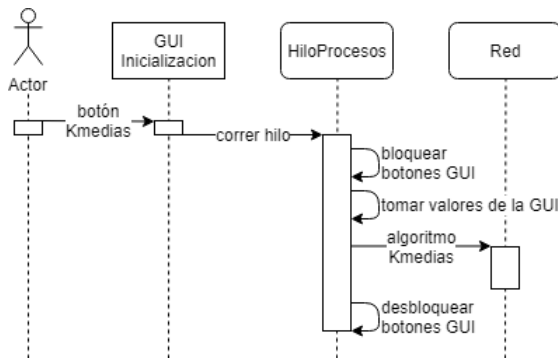 Actor
GUI
Inicializacion
HiloProcesos
Red
botón
Kmedias
correr hilo
bloquear
botones GUI
tomar valores de la GUI
algoritmo
Kmedias
desbloquear
botones GUI